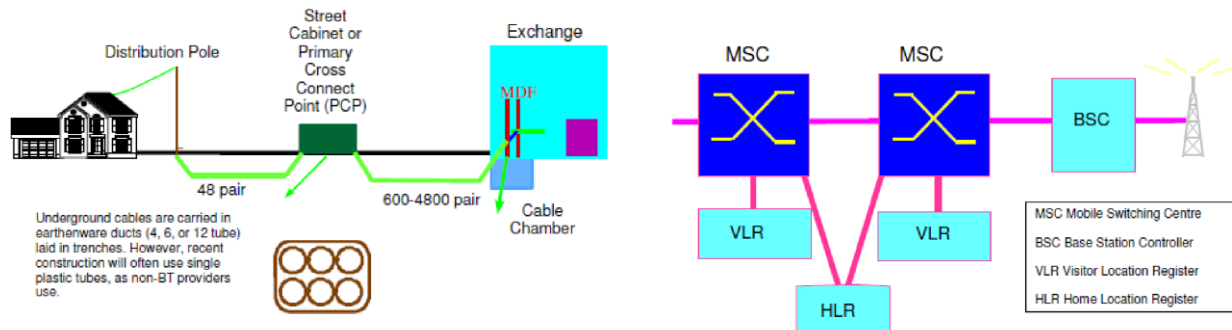 Distribution Pole
Street
Cabinet or
Primary
Cross
Connect
Point (PCP)
Exchange
MDF
48 pair
600-4800 pair
Cable
Chamber
Underground cables are carried in
earthenware ducts (4, 6, or 12 tube)
laid in trenches. However, recent
construction will often use single
plastic tubes, as non-BT providers
use.
MSC
MSC
BSC
VLR
VLR
HLR
MSC Mobile Switching Centre
BSC Base Station Controller
VLR Visitor Location Register
HLR Home Location Register